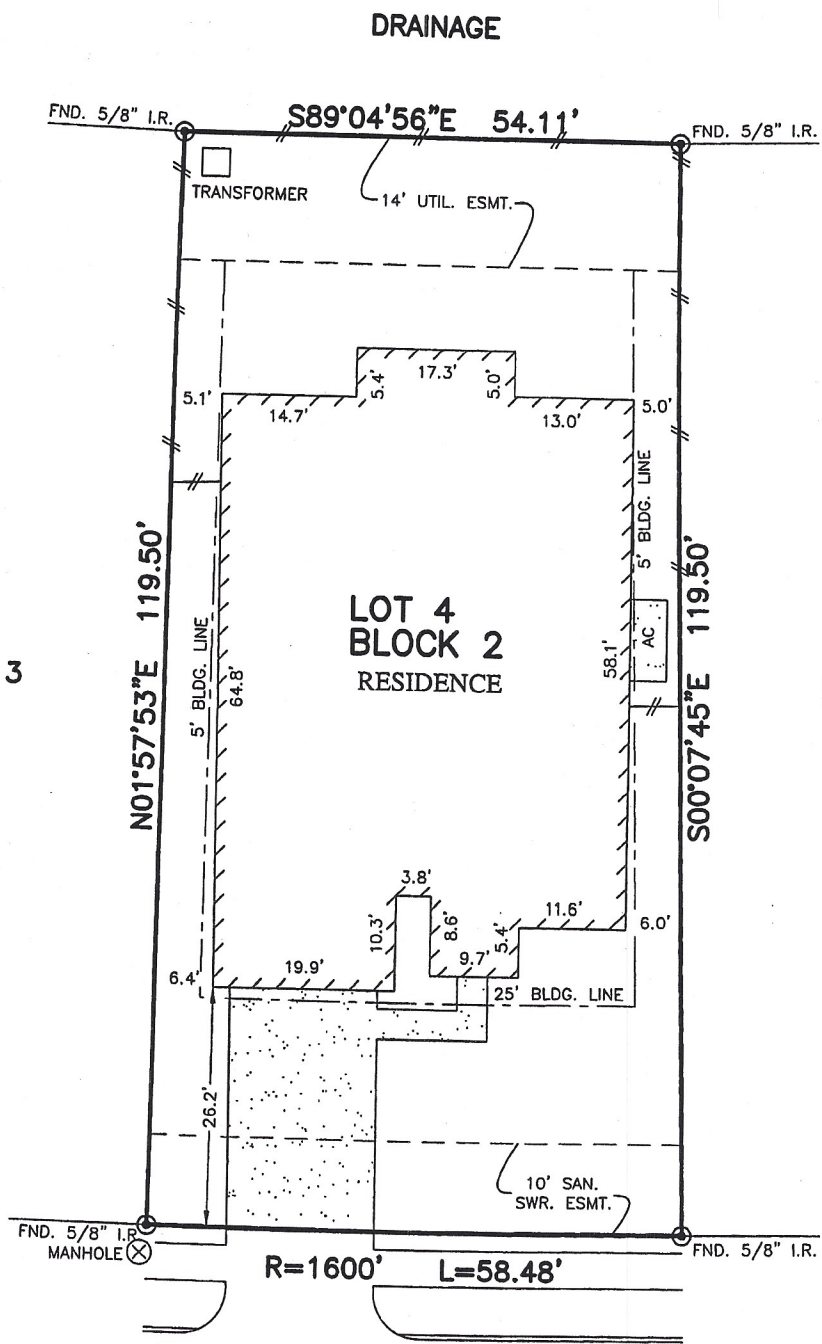 DRAINAGE
FND. 5/8" I.R.
S89°04'56"E 54.11'
FND. 5/8" I.R.
TRANSFORMER
14' UTIL. ESMT.
17.3'
5.4'
5.0'
5.1'
14.7'
13.0'
5.0'
5' BLDG. LINE
N01°57'53"E 119.50'
S00°07'45"E 119.50'
LOT 4
BLOCK 2
RESIDENCE
AC
3
5' BLDG. LINE
64.8'
58.1'
3.8'
10.3'
8.6'
11.6'
5.4'
9.7'
6.0'
6.4'
19.9'
25' BLDG. LINE
26.2'
10' SAN.
SWR. ESMT.
FND. 5/8" I.R.
MANHOLE
FND. 5/8" I.R.
R=1600' L=58.48'